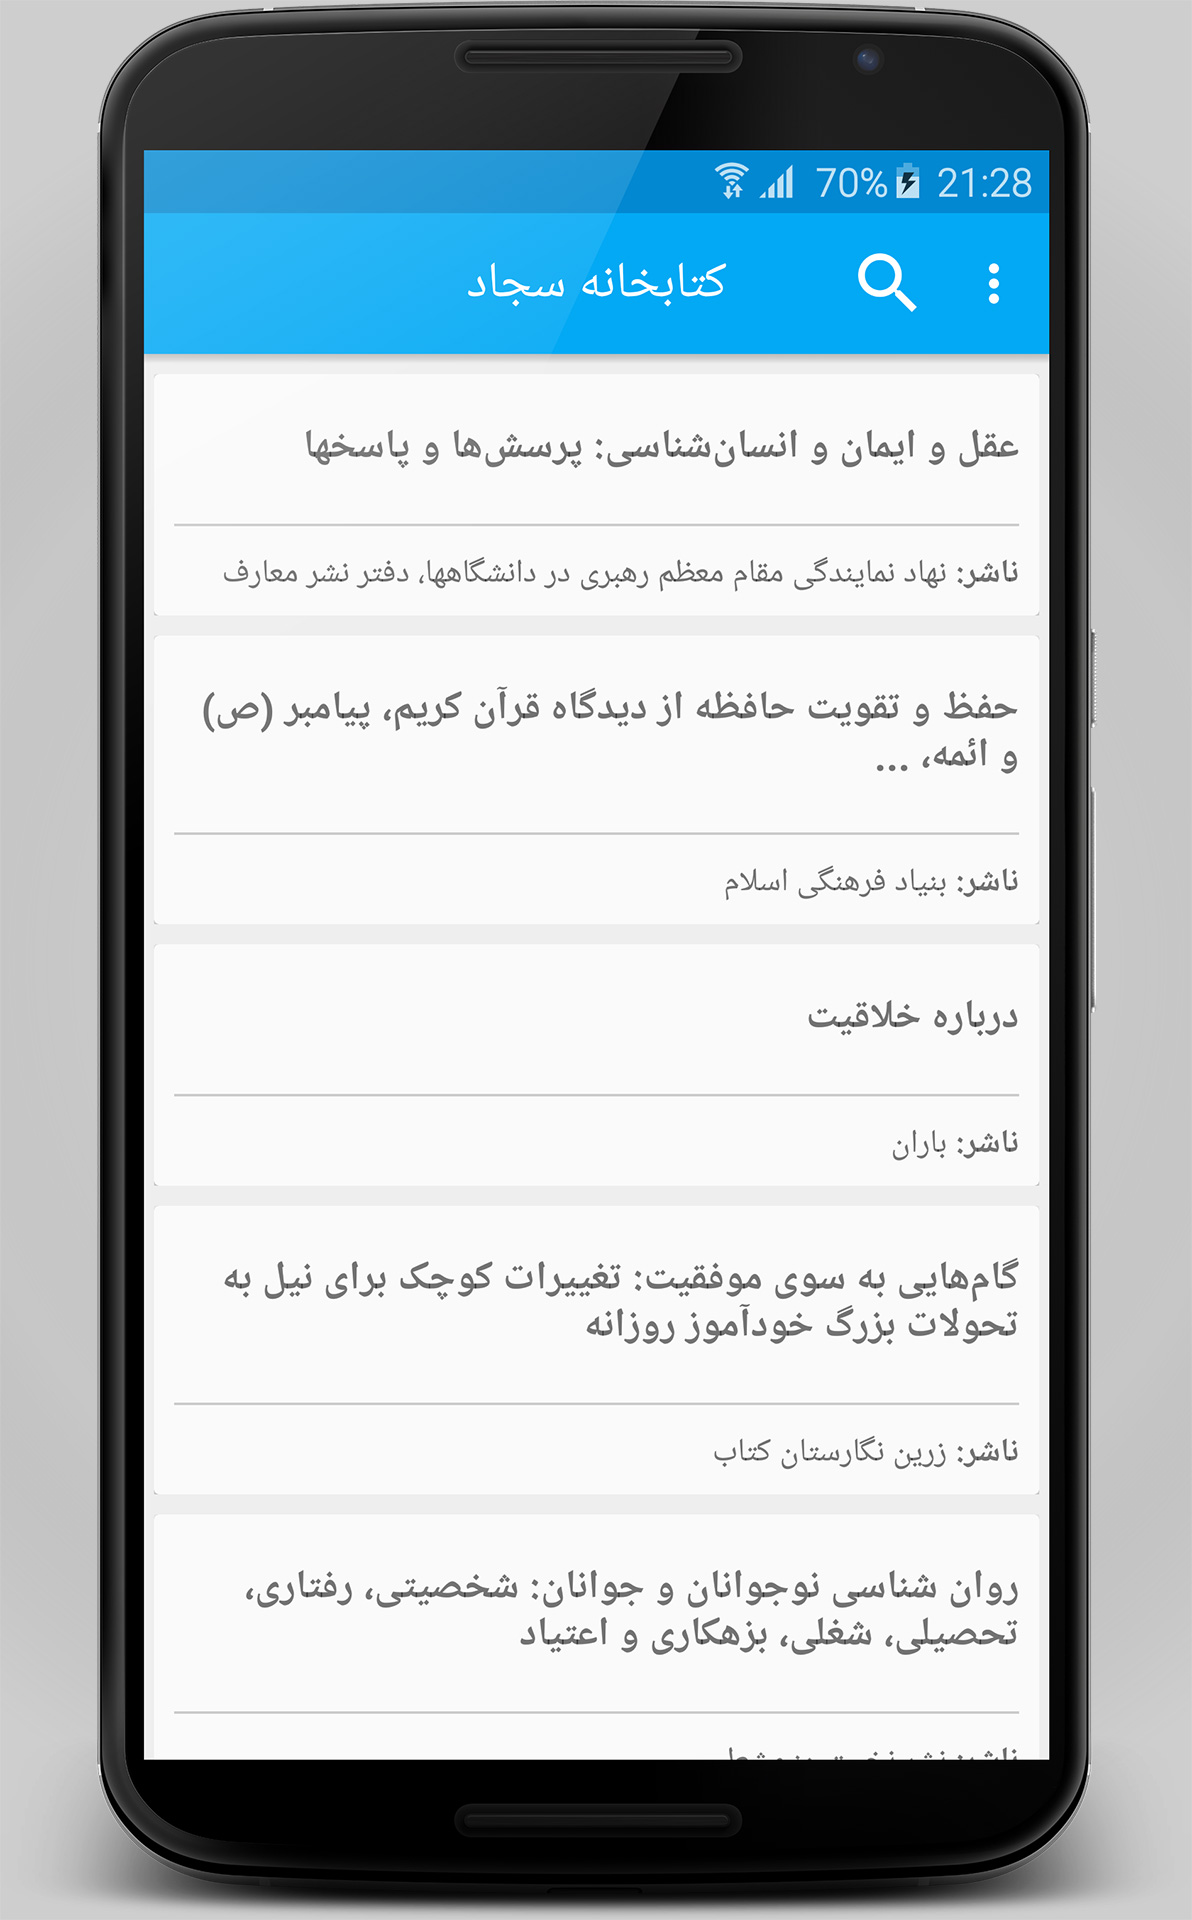 70% 21:28
کتابخانه سجاد
عقل و ایمان و انسان‌شناسی: پرسش‌ها و پاسخها
ناشر: نهاد نمایندگی مقام معظم رهبری در دانشگاهها، دفتر نشر معارف
حفظ و تقویت حافظه از دیدگاه قرآن کریم، پیامبر (ص)
و ائمه، ...
ناشر: بنیاد فرهنگی اسلام
درباره خلاقیت
ناشر: باران
گام‌هایی به سوی موفقیت: تغییرات کوچک برای نیل به
تحولات بزرگ خودآموز روزانه
ناشر: زرین نگارستان کتاب
روان شناسی نوجوانان و جوانان: شخصیتی، رفتاری،
تحصیلی، شغلی، بزهکاری و اعتیاد
ناشر: